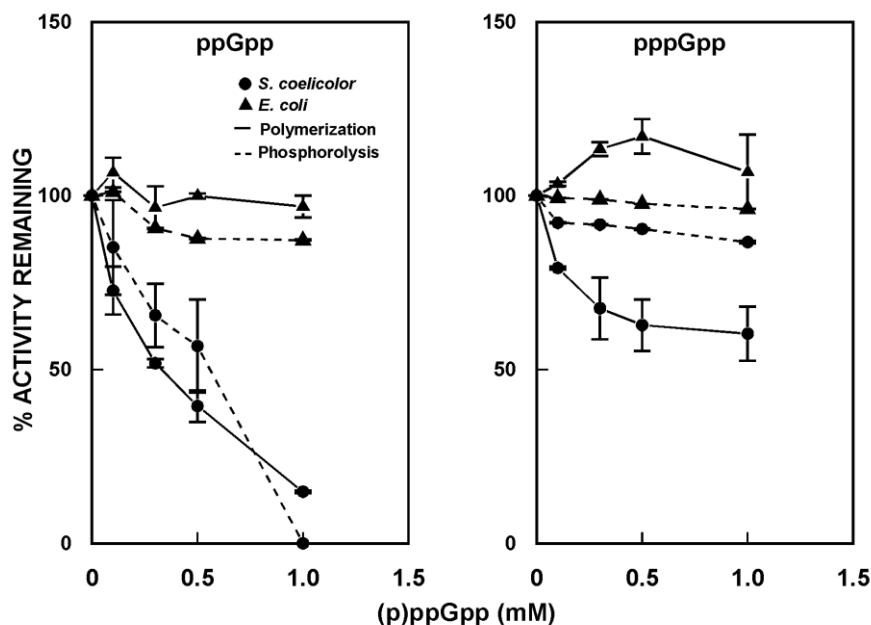 ppGpp
pppGpp
S. coelicolor
E. coli
Polymerization
Phosphorolysis
% ACTIVITY REMAINING
150
100
50
0
0
0.5
1.0
1.5
150
100
50
0
0
0.5
1.0
1.5
(p)ppGpp (mM)